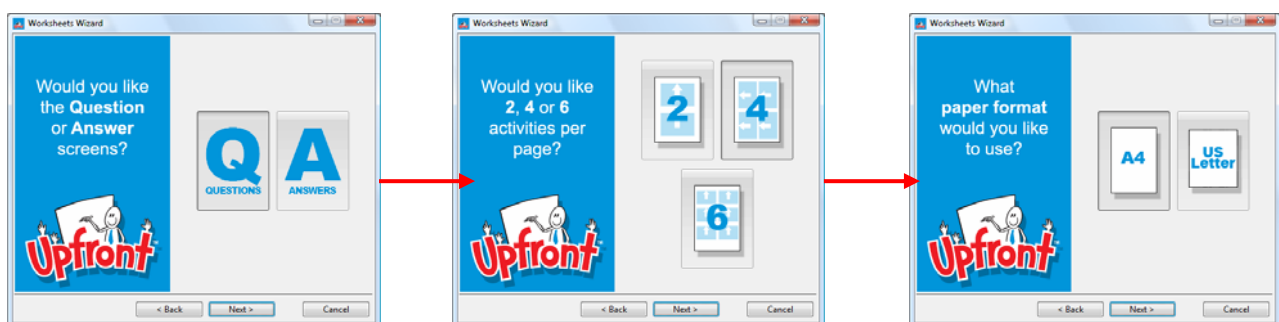 Worksheets Wizard
Would you like
the Question
or Answer
screens?
Q
QUESTIONS
A
ANSWERS
Upfront
< Back
Next >
Cancel
Worksheets Wizard
Would you like
2, 4 or 6
activities per
page?
2
4
6
Upfront
< Back
Next >
Cancel
Worksheets Wizard
What
paper format
would you like
to use?
A4
US
Letter
Upfront
< Back
Next >
Cancel